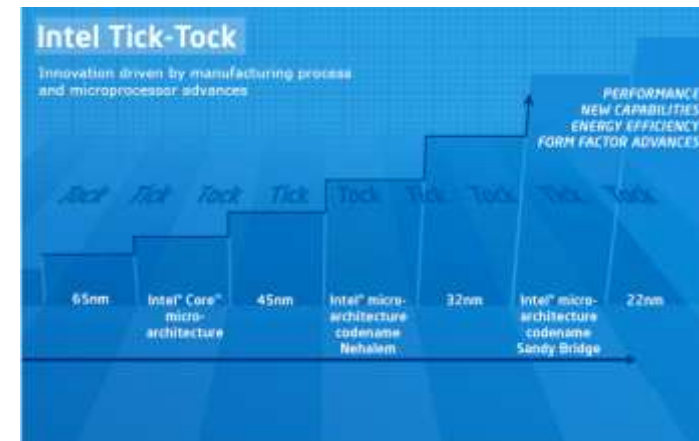 Intel Tick-Tock
Innovation driven by manufacturing process
and microprocessor advances
PERFORMANCE
NEW CAPABILITIES
ENERGY EFFICIENCY
FORM FACTOR ADVANCES
Tock Tick Tock Tick Tock Tick Tock Tick Tock
65nm
Intel® Core™
micro-
architecture
45nm
Intel® micro-
architecture
codename
Nehalem
32nm
Intel® micro-
architecture
codename
Sandy Bridge
22nm